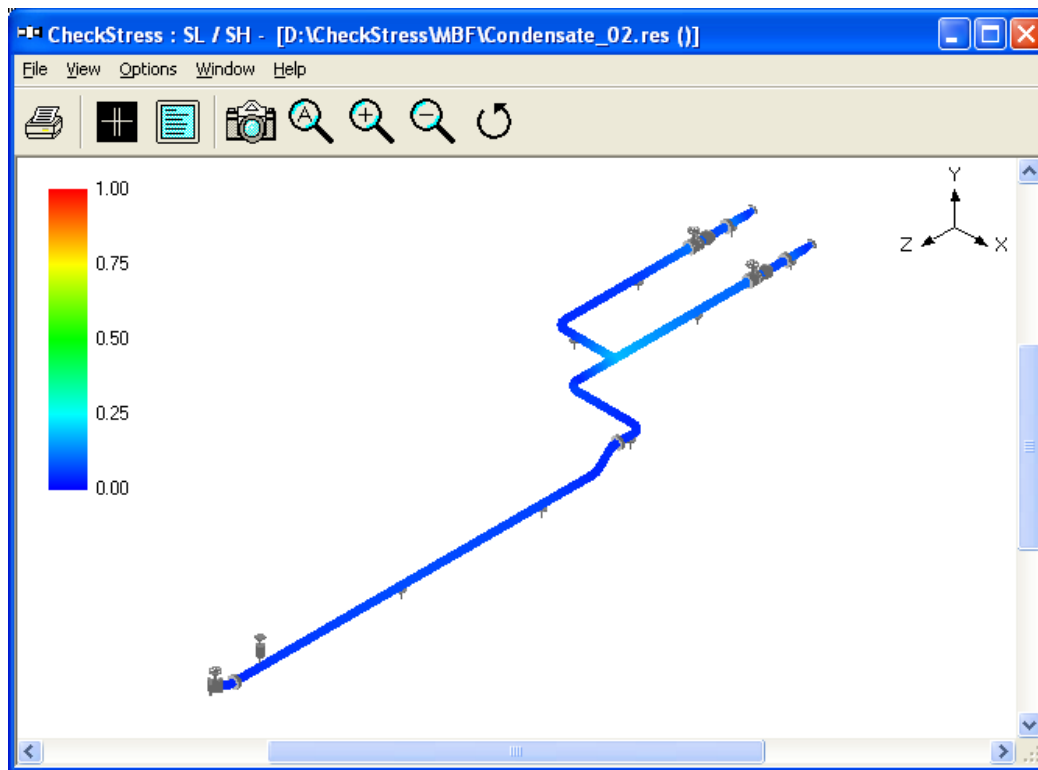 CheckStress : SL / SH - [D:\CheckStress\MBF\Condensate_02.res ()]
File View Options Window Help
A
1.00
0.75
0.50
0.25
0.00
Y
Z X